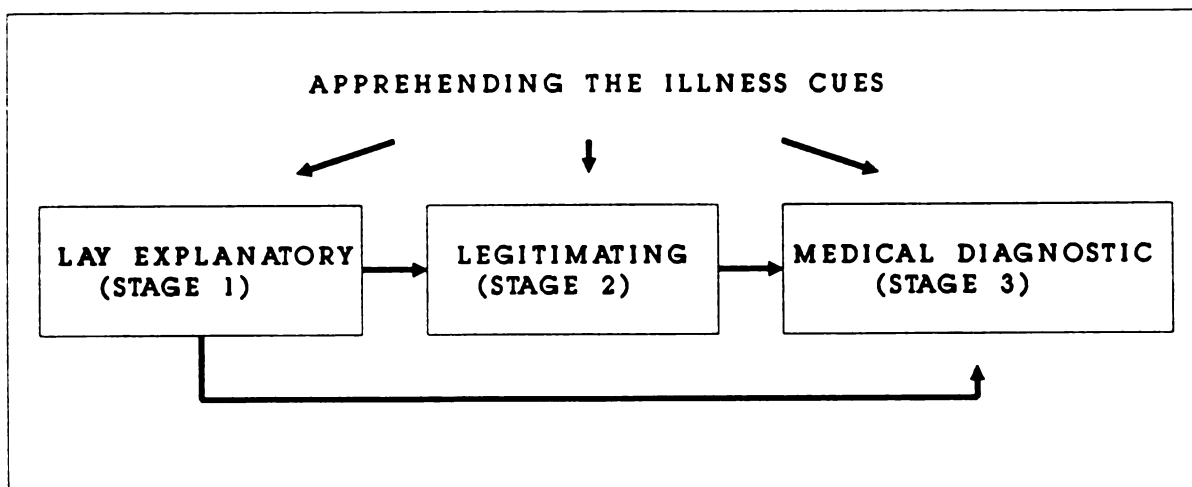 APPREHENDING THE ILLNESS CUES
LAY EXPLANATORY
(STAGE 1)
LEGITIMATING
(STAGE 2)
MEDICAL DIAGNOSTIC
(STAGE 3)